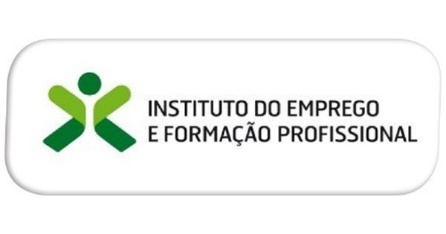 INSTITUTO DO EMPREGO
E FORMAÇÃO PROFISSIONAL